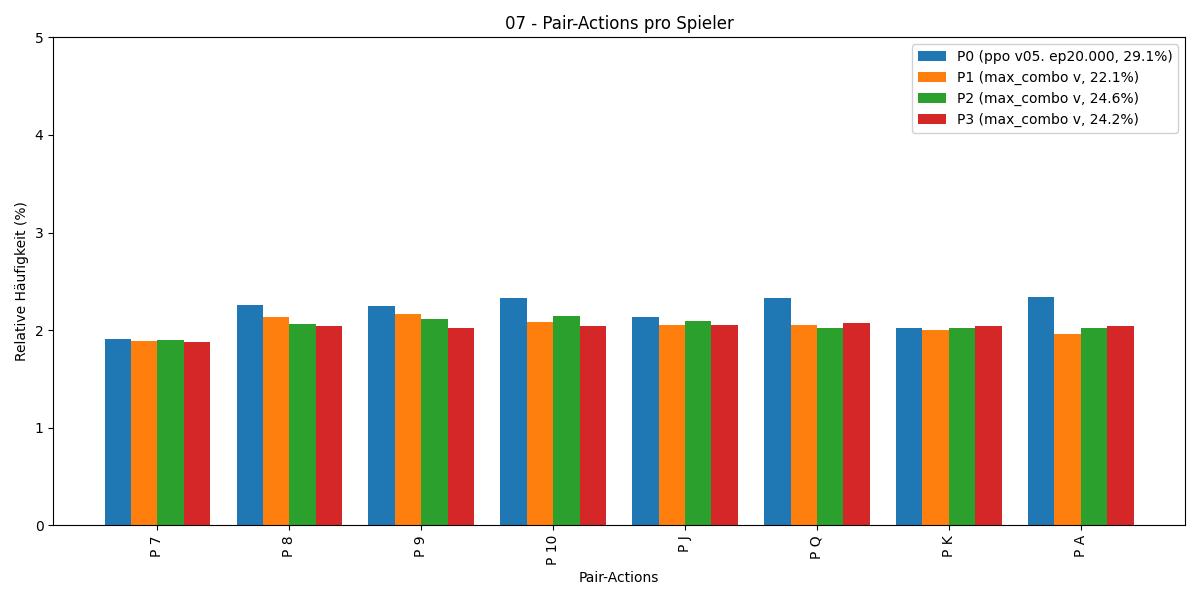 07 - Pair-Actions pro Spieler
P0 (ppo v05. ep20.000, 29.1%)
P1 (max_combo v, 22.1%)
P2 (max_combo v, 24.6%)
P3 (max_combo v, 24.2%)
Relative Häufigkeit (%)
5
4
3
2
1
0
P 7
P 8
P 9
P 10
P J
P Q
P K
P A
Pair-Actions